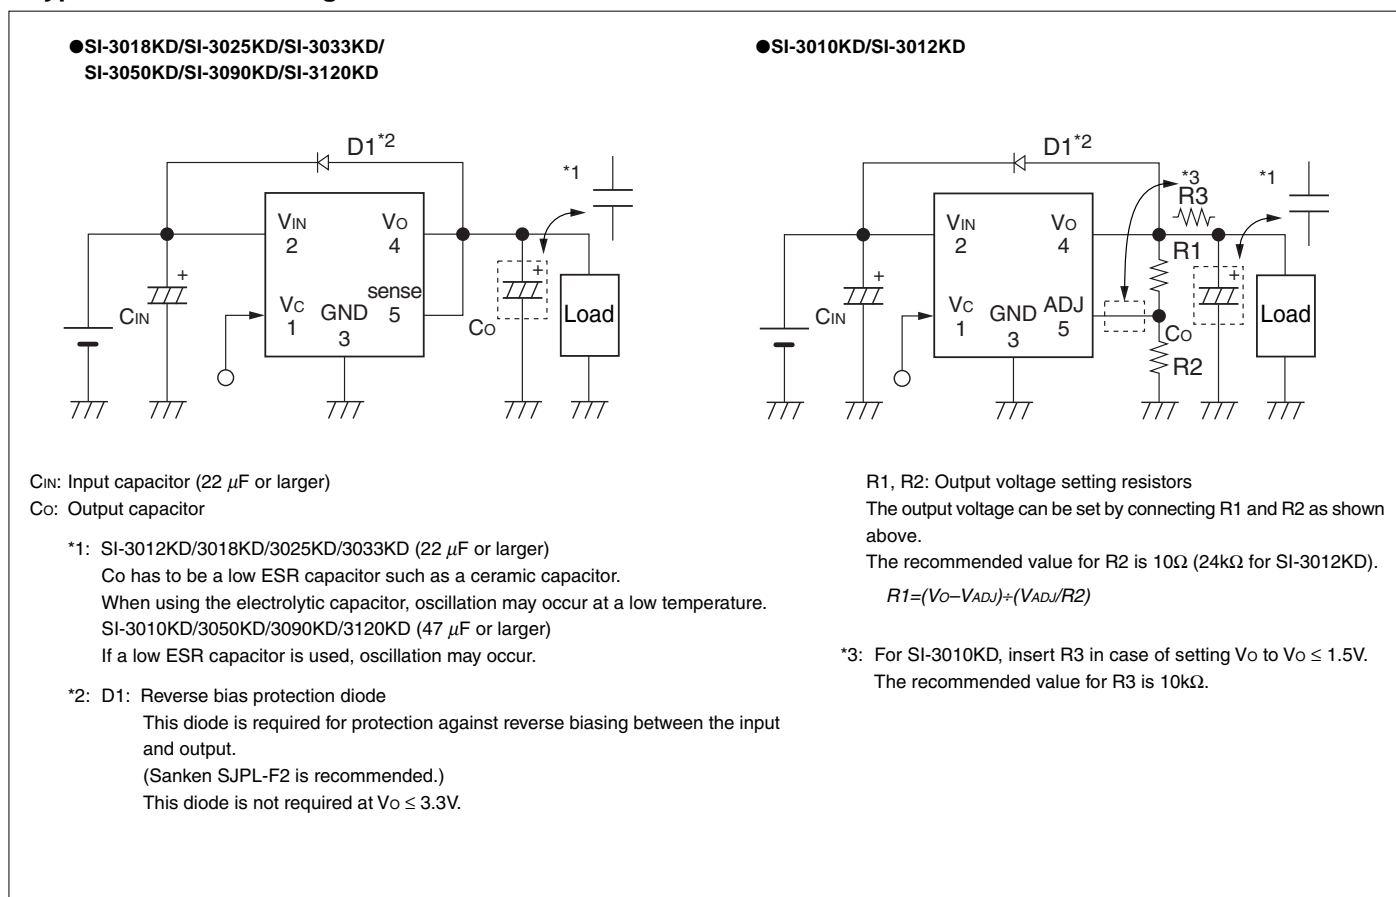 ●SI-3018KD/SI-3025KD/SI-3033KD/
SI-3050KD/SI-3090KD/SI-3120KD
D1*2
*1
VIN
2
VO
4
VC
1
GND
3
sense
5
CIN
+
CO
+
Load
●SI-3010KD/SI-3012KD
D1*2
*3
R3
*1
VIN
2
VO
4
R1
VC
1
GND
3
ADJ
5
CIN
+
CO
+
R2
Load
CIN: Input capacitor (22 μF or larger)
CO: Output capacitor
*1: SI-3012KD/3018KD/3025KD/3033KD (22 μF or larger)
Co has to be a low ESR capacitor such as a ceramic capacitor.
When using the electrolytic capacitor, oscillation may occur at a low temperature.
SI-3010KD/3050KD/3090KD/3120KD (47 μF or larger)
If a low ESR capacitor is used, oscillation may occur.
*2: D1: Reverse bias protection diode
This diode is required for protection against reverse biasing between the input
and output.
(Sanken SJPL-F2 is recommended.)
This diode is not required at VO ≤ 3.3V.
R1, R2: Output voltage setting resistors
The output voltage can be set by connecting R1 and R2 as shown
above.
The recommended value for R2 is 10Ω (24kΩ for SI-3012KD).
R1=(VO–VADJ)÷(VADJ/R2)
*3: For SI-3010KD, insert R3 in case of setting VO to VO ≤ 1.5V.
The recommended value for R3 is 10kΩ.